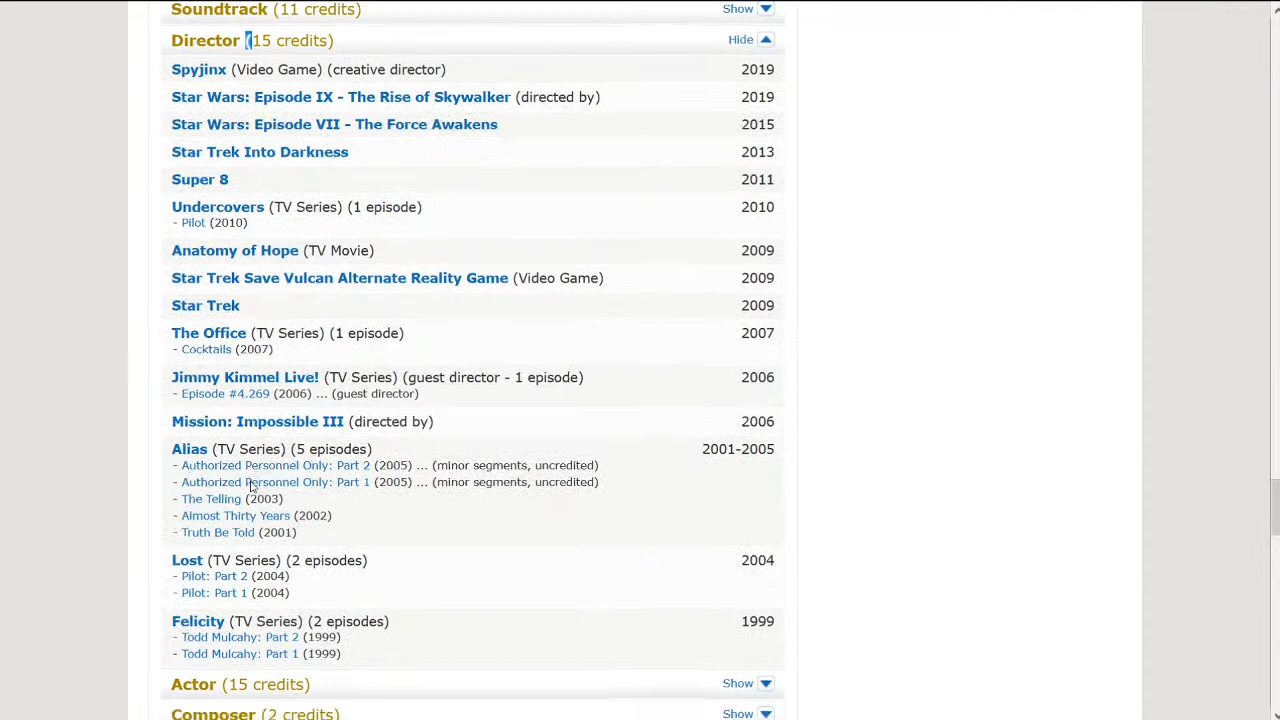 Soundtrack (11 credits) Show
Director (15 credits) Hide
Spyjinx (Video Game) (creative director) 2019
Star Wars: Episode IX - The Rise of Skywalker (directed by) 2019
Star Wars: Episode VII - The Force Awakens 2015
Star Trek Into Darkness 2013
Super 8 2011
Undercovers (TV Series) (1 episode) 2010
- Pilot (2010)
Anatomy of Hope (TV Movie) 2009
Star Trek Save Vulcan Alternate Reality Game (Video Game) 2009
Star Trek 2009
The Office (TV Series) (1 episode) 2007
- Cocktails (2007)
Jimmy Kimmel Live! (TV Series) (guest director - 1 episode) 2006
- Episode #4.269 (2006) ... (guest director)
Mission: Impossible III (directed by) 2006
Alias (TV Series) (5 episodes) 2001-2005
- Authorized Personnel Only: Part 2 (2005) ... (minor segments, uncredited)
- Authorized Personnel Only: Part 1 (2005) ... (minor segments, uncredited)
- The Telling (2003)
- Almost Thirty Years (2002)
- Truth Be Told (2001)
Lost (TV Series) (2 episodes) 2004
- Pilot: Part 2 (2004)
- Pilot: Part 1 (2004)
Felicity (TV Series) (2 episodes) 1999
- Todd Mulcahy: Part 2 (1999)
- Todd Mulcahy: Part 1 (1999)
Actor (15 credits) Show
Composer (2 credits) Show